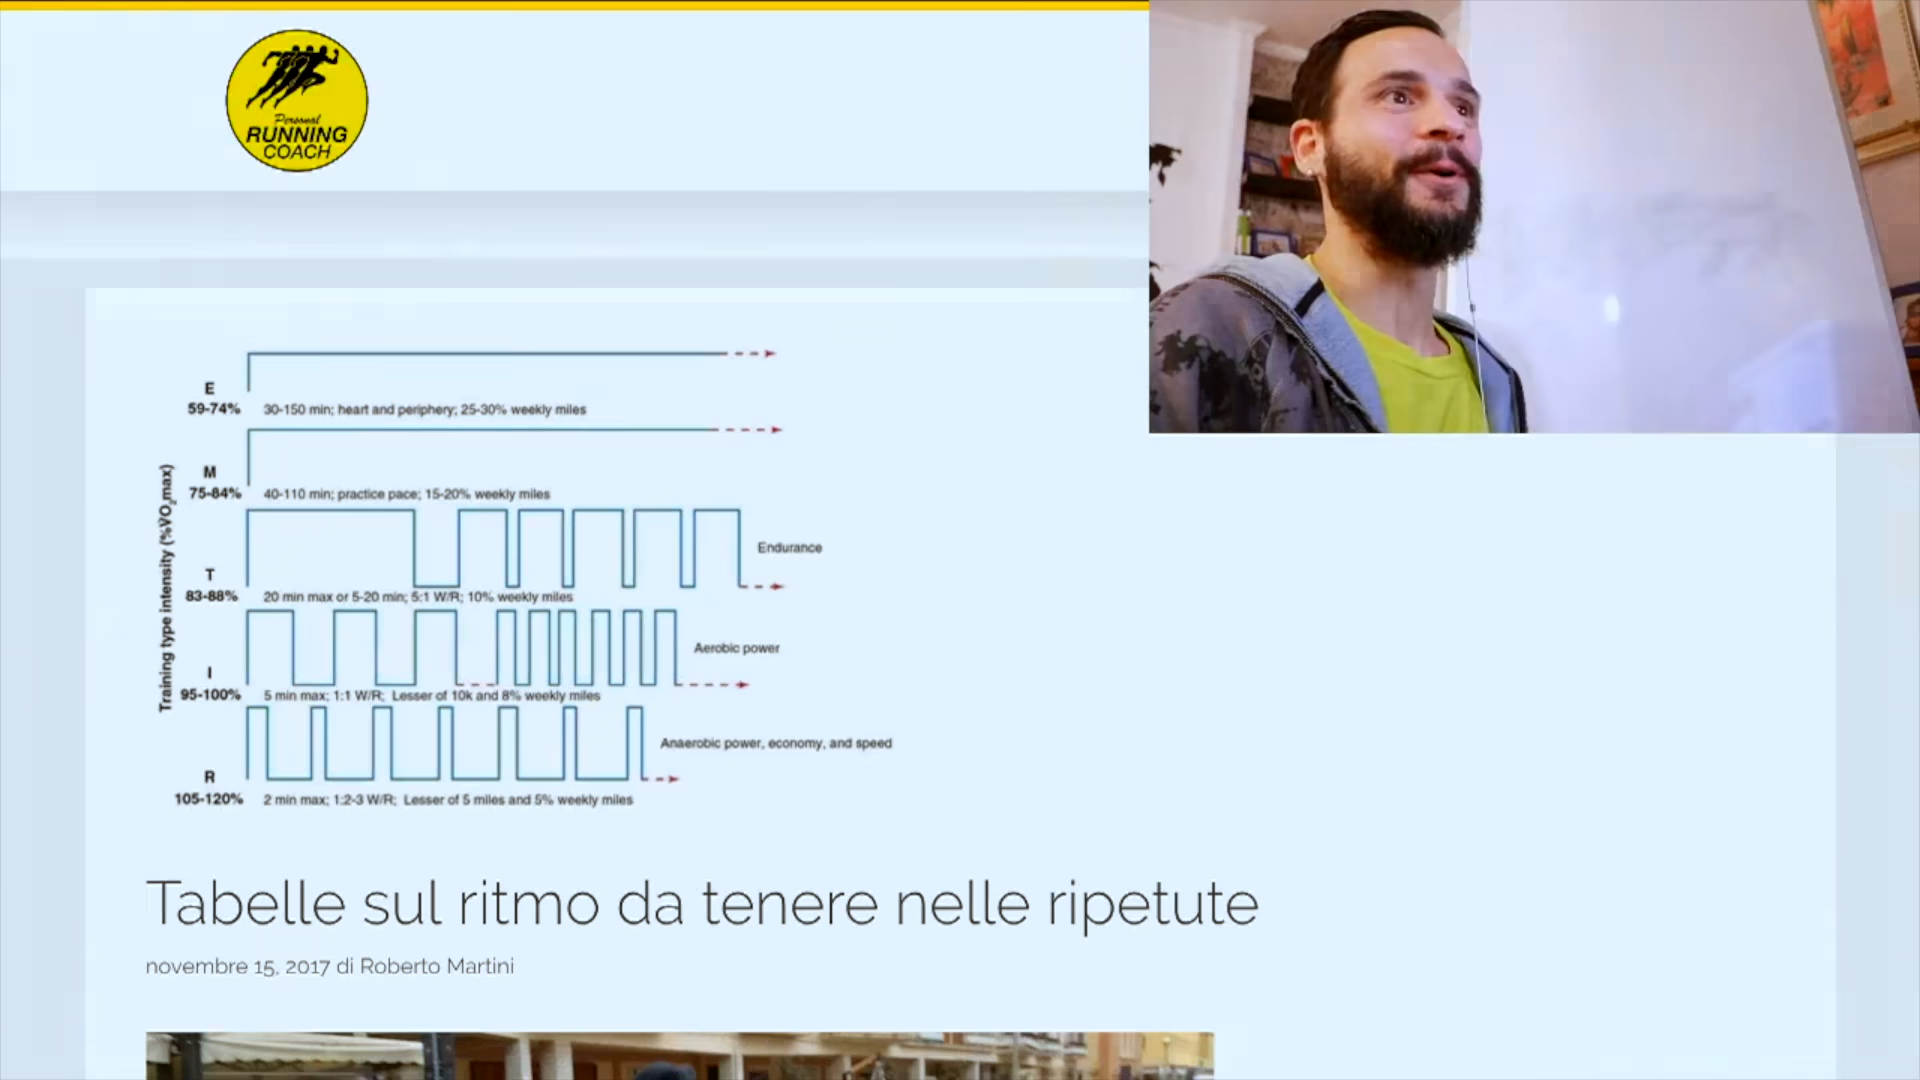 Personal
RUNNING
COACH
Training type intensity (%V̇O₂max)
E
59-74%
30-150 min; heart and periphery; 25-30% weekly miles
M
75-84%
40-110 min; practice pace; 15-20% weekly miles
Endurance
T
83-88%
20 min max or 5-20 min; 5:1 W/R; 10% weekly miles
Aerobic power
I
95-100%
5 min max; 1:1 W/R; Lesser of 10k and 8% weekly miles
Anaerobic power, economy, and speed
R
105-120%
2 min max; 1:2-3 W/R; Lesser of 5 miles and 5% weekly miles
Tabelle sul ritmo da tenere nelle ripetute
novembre 15, 2017 di Roberto Martini